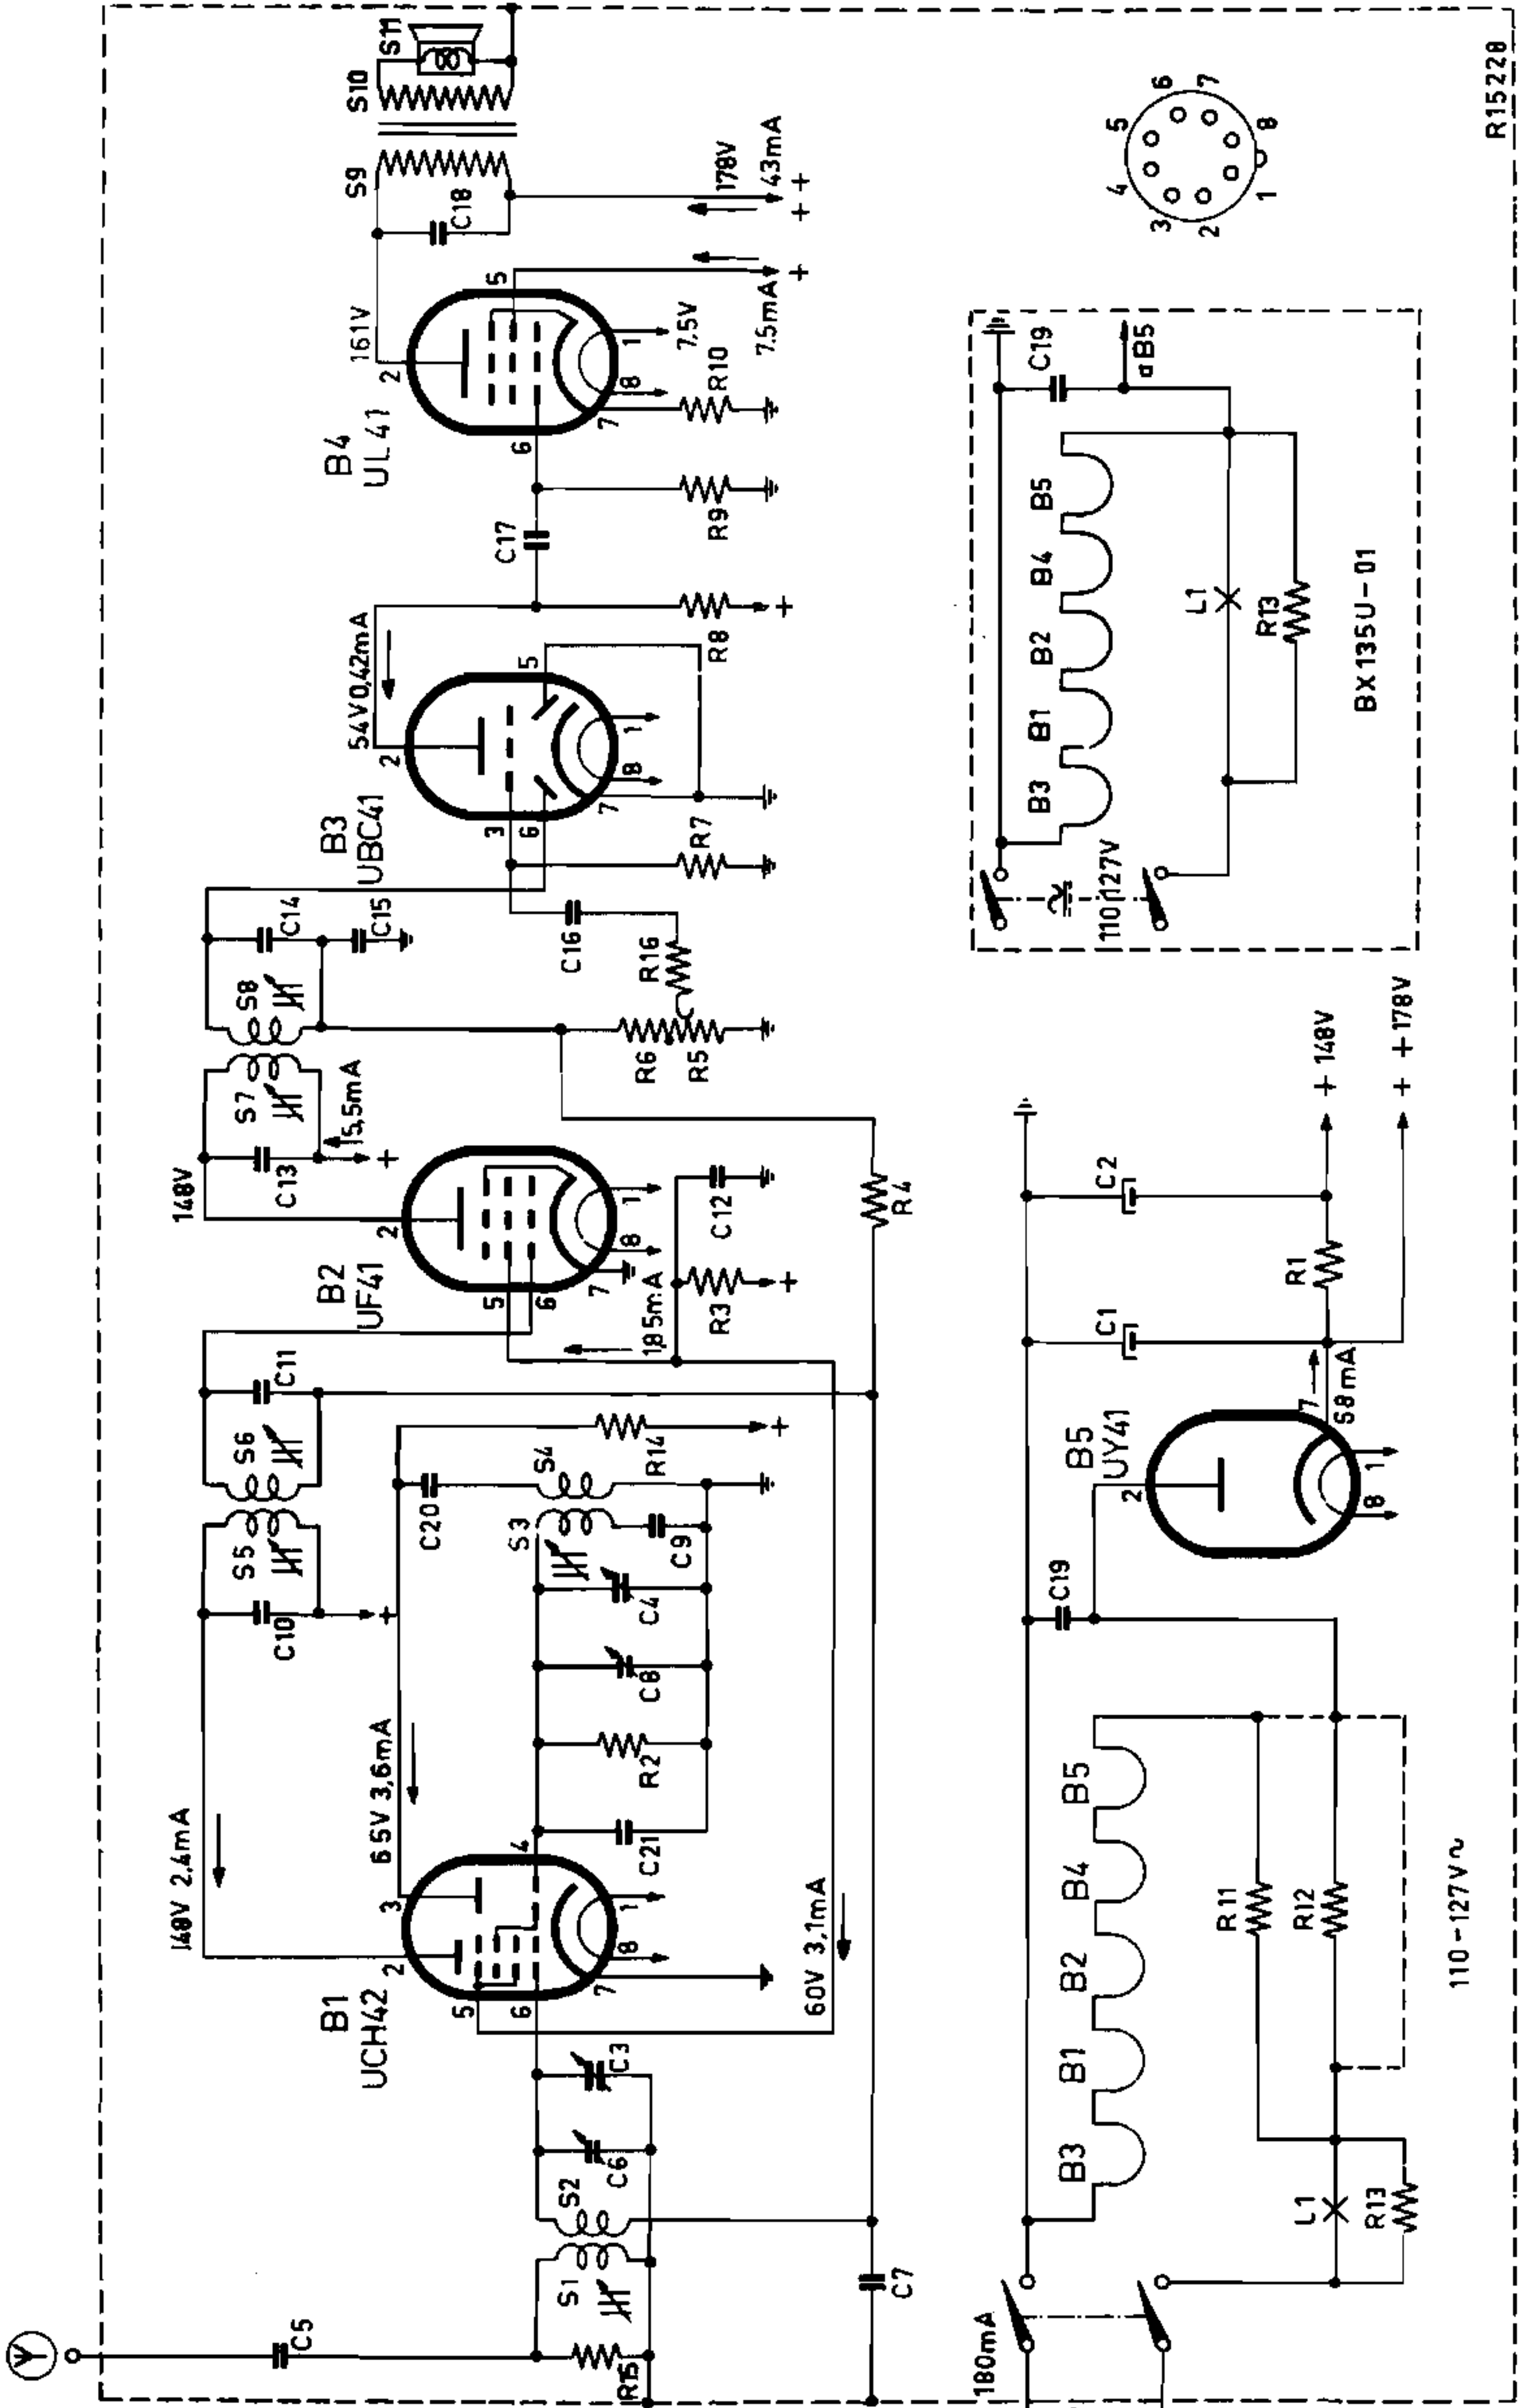 C5
R15
S1
S2
C6
C3
C7
B1
UCH42
148V 2,4mA
65V 3,6mA
2
3
4
5
6
7
8
1
60V 3,1mA
C21
R2
C8
C4
S3
C9
C20
S4
R14
+
C10
S5
S6
C11
+
B2
UF41
148V
2
5
6
7
8
1
R3
+
C12
R4
C13
+
5,5mA
S7
S8
C14
C15
R6
R5
R16
C16
R7
B3
UBC41
54V 0,42mA
2
3
6
5
7
8
1
R8
+
C17
R9
B4
UL41
161V
2
6
5
7
8
1
R10
7.5V
7.5mA
+
C18
178V
43mA
+ +
S9
S10
S11
180mA
L1
R13
B3
B1
B2
B4
B5
R11
R12
110-127V~
C19
B5
UY41
2
7
8
1
58mA
C1
R1
C2
+ 148V
+ +178V
110/127V
B3
B1
B2
B4
B5
C19
a B5
L1
R13
BX135U-01
1
2
3
4
5
6
7
8
R15228